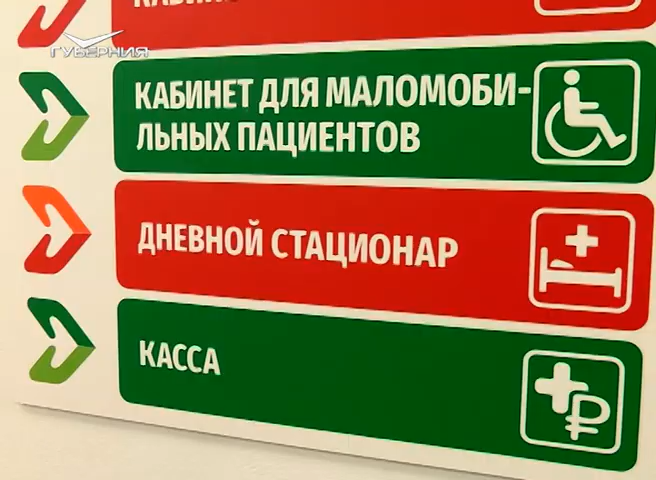 ГУБЕРНИЯ
КАБИНЕТ ДЛЯ МАЛОМОБИ-
ЛЬНЫХ ПАЦИЕНТОВ
ДНЕВНОЙ СТАЦИОНАР
КАССА